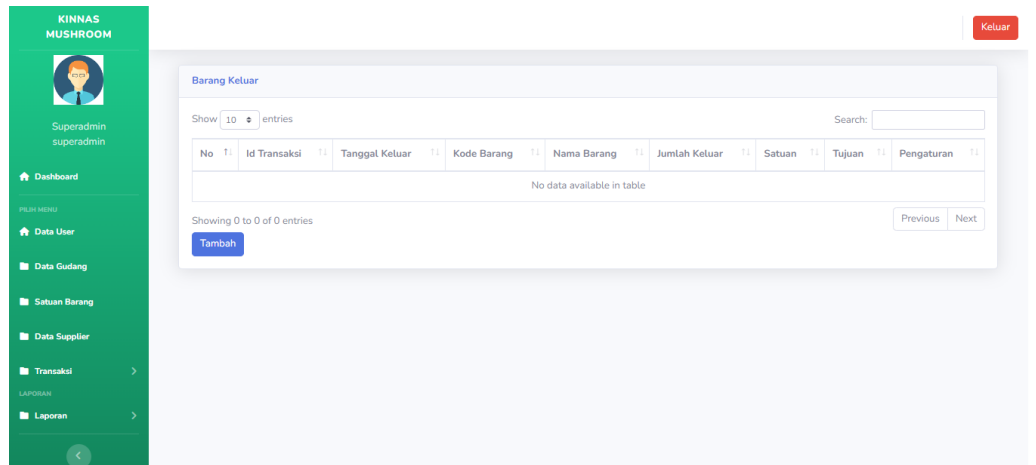 KINNAS
MUSHROOM
Keluar
Superadmin
superadmin
Dashboard
PILIH MENU
Data User
Data Gudang
Satuan Barang
Data Supplier
Transaksi
LAPORAN
Laporan
Barang Keluar
Show 10 entries
Search:
No Id Transaksi Tanggal Keluar Kode Barang Nama Barang Jumlah Keluar Satuan Tujuan Pengaturan
No data available in table
Showing 0 to 0 of 0 entries
Previous Next
Tambah